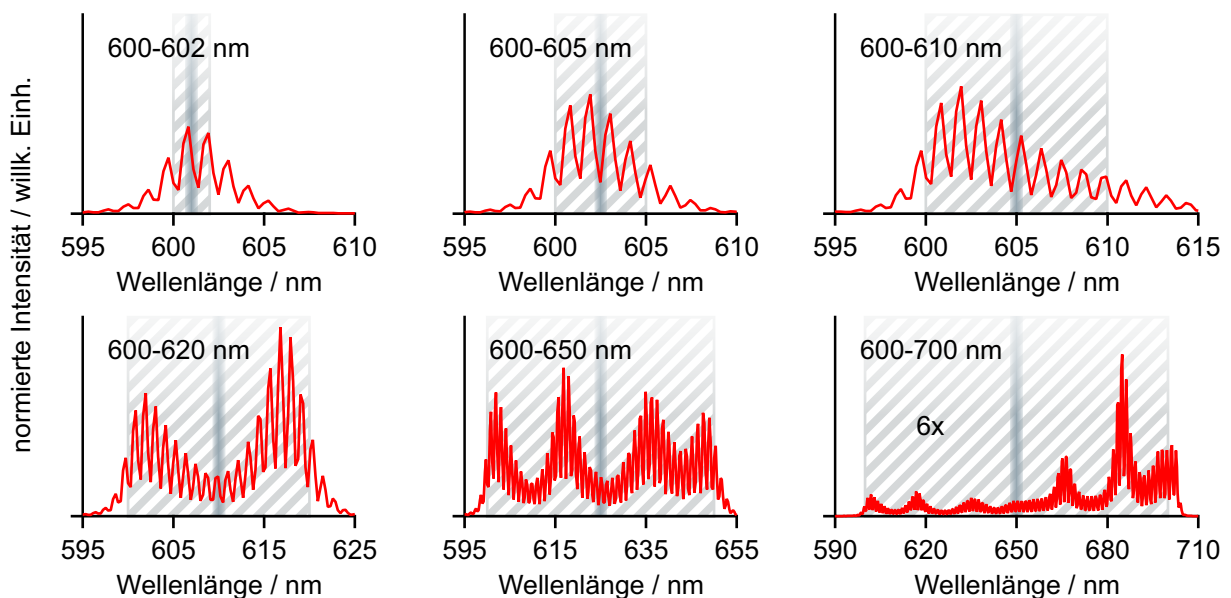 normierte Intensität / willk. Einh.
600-602 nm
595 600 605 610
Wellenlänge / nm
600-605 nm
595 600 605 610
Wellenlänge / nm
600-610 nm
595 600 605 610 615
Wellenlänge / nm
600-620 nm
595 605 615 625
Wellenlänge / nm
600-650 nm
595 615 635 655
Wellenlänge / nm
600-700 nm
6x
590 620 650 680 710
Wellenlänge / nm